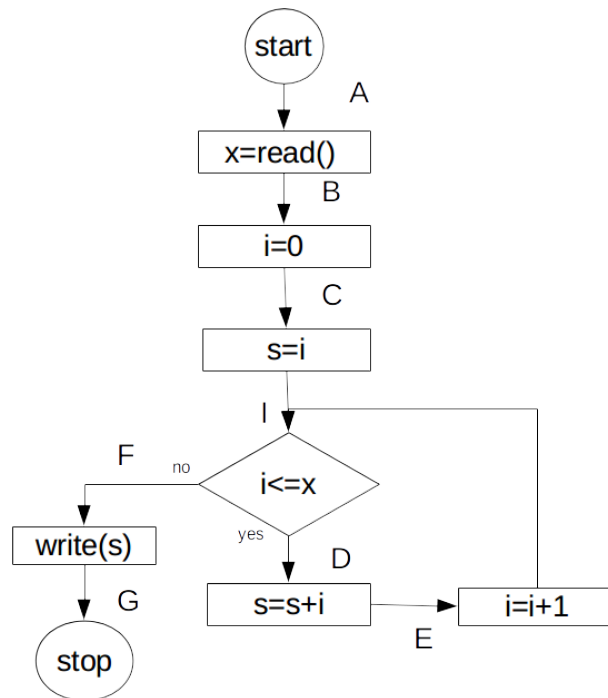 start
A
x=read()
B
i=0
C
s=i
I
F
no
i<=x
yes
write(s)
D
s=s+i
i=i+1
G
E
stop